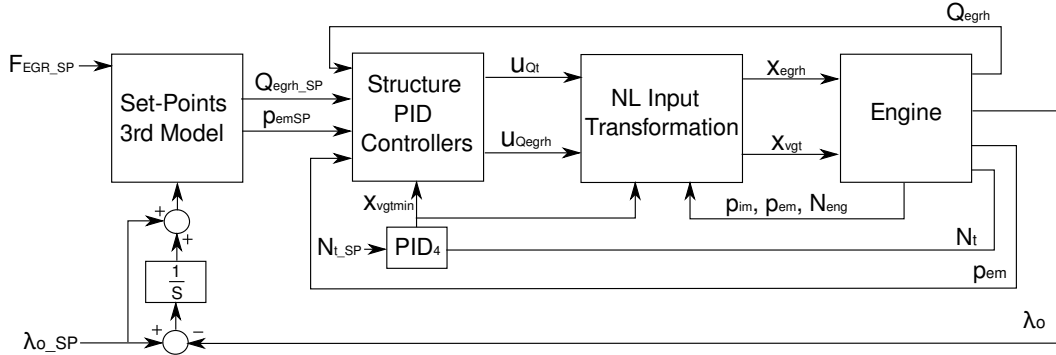 Qegrh
FEGR_SP
Set-Points
3rd Model
Qegrh_SP
pemSP
Structure
PID
Controllers
uQt
uQegrh
NL Input
Transformation
xegrh
xvgt
Engine
xvgtmin
pim, pem, Neng
Nt_SP
PID4
Nt
pem
+
+
1
S
λo_SP
+
−
λo